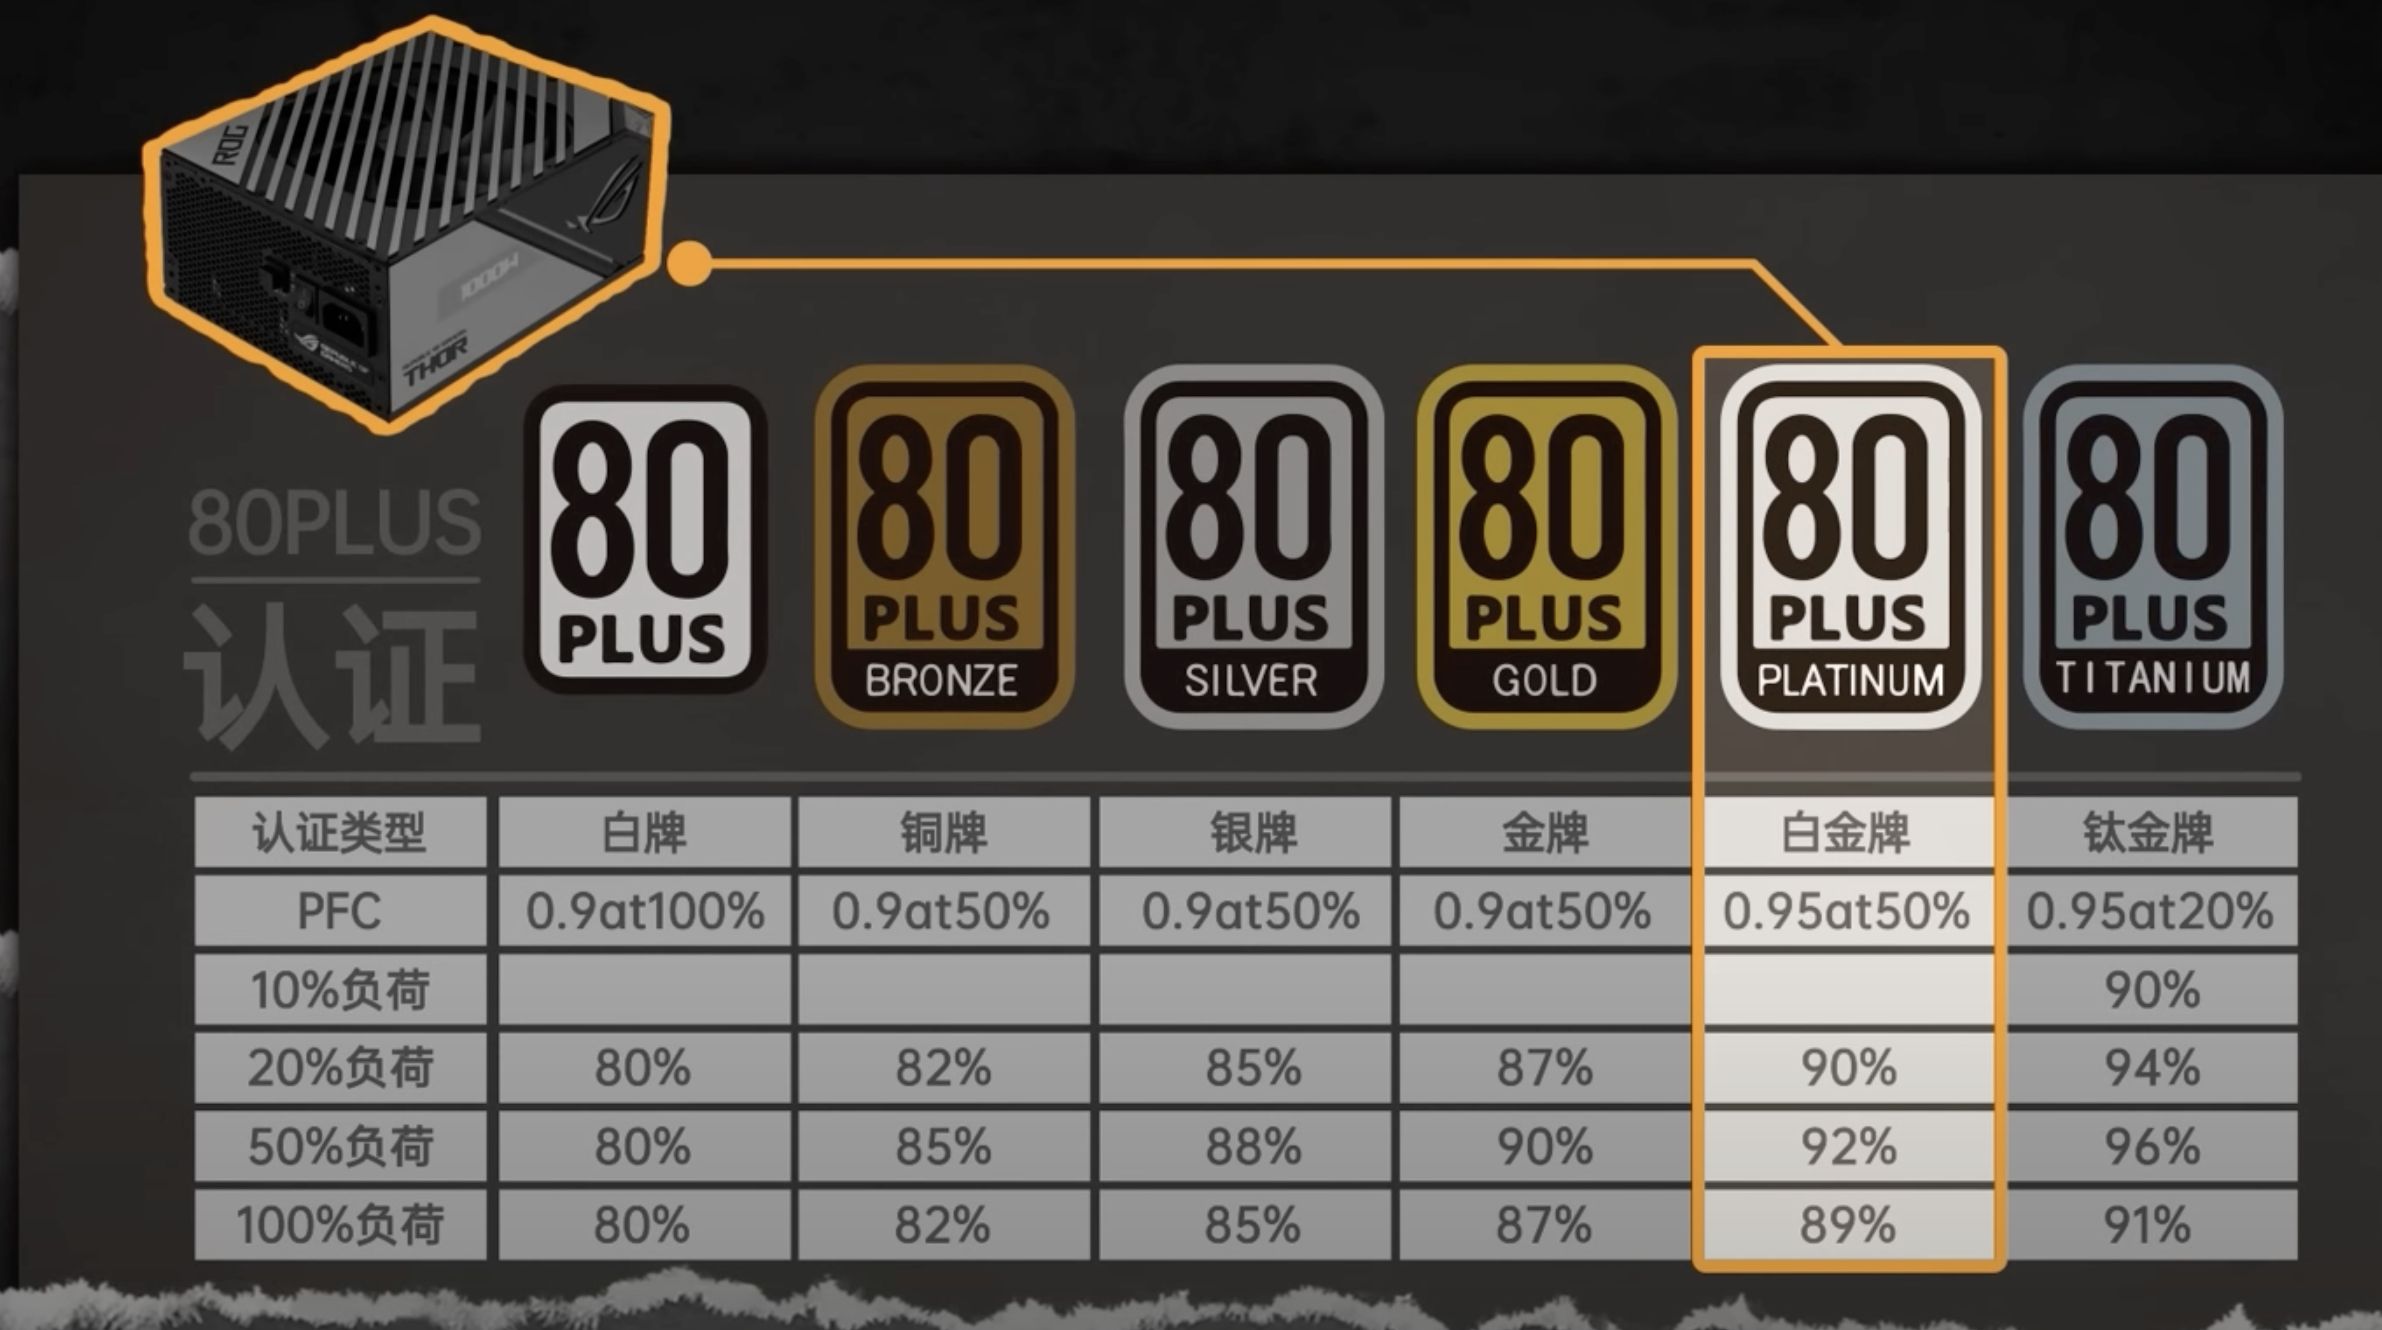 ROG
1000W
THOR
80PLUS
认证
80
PLUS
80
PLUS
BRONZE
80
PLUS
SILVER
80
PLUS
GOLD
80
PLUS
PLATINUM
80
PLUS
TITANIUM
认证类型 白牌 铜牌 银牌 金牌 白金牌 钛金牌
PFC 0.9at100% 0.9at50% 0.9at50% 0.9at50% 0.95at50% 0.95at20%
10%负荷 90%
20%负荷 80% 82% 85% 87% 90% 94%
50%负荷 80% 85% 88% 90% 92% 96%
100%负荷 80% 82% 85% 87% 89% 91%